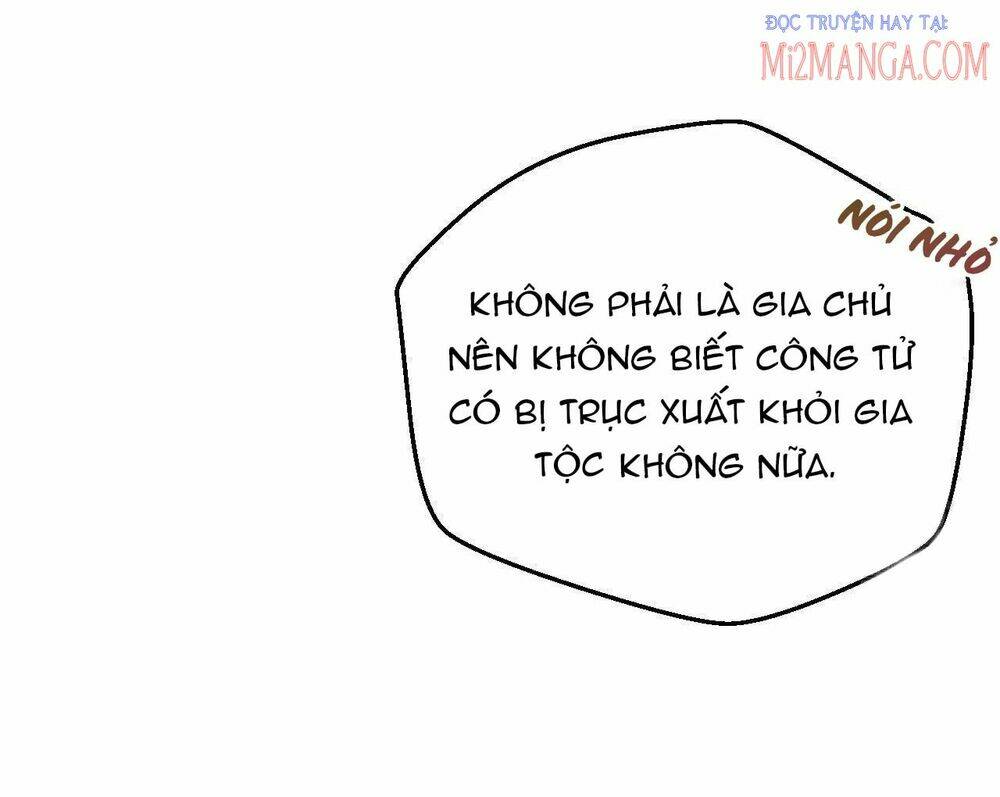 ĐỌC TRUYỆN HAY TẠI:
MI2MANGA.COM
NÓI NHỎ
KHÔNG PHẢI LÀ GIA CHỦ
NÊN KHÔNG BIẾT CÔNG TỬ
CÓ BỊ TRỤC XUẤT KHỎI GIA
TỘC KHÔNG NỮA.